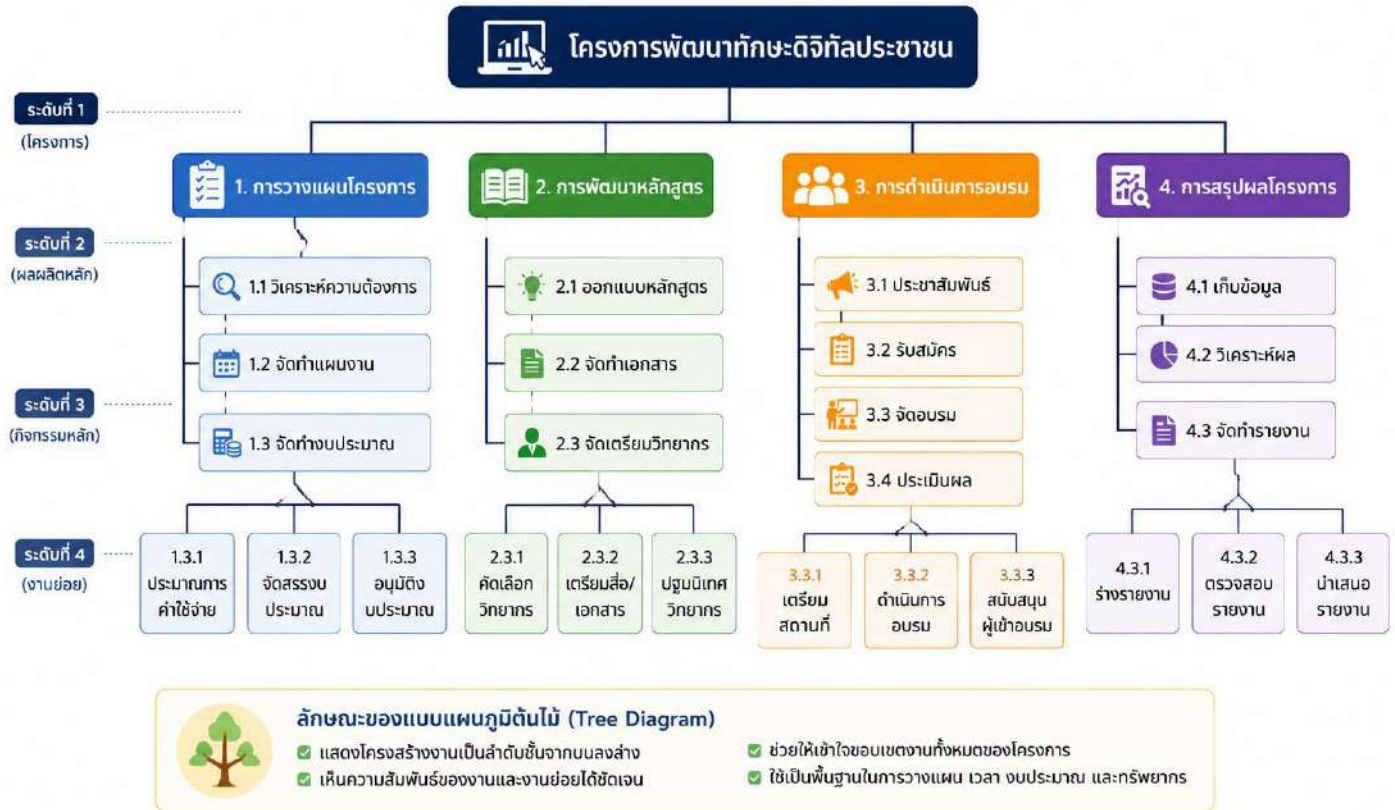 โครงการพัฒนาทักษะดิจิทัลประชาชน
ระดับที่ 1
(โครงการ)
1. การวางแผนโครงการ
2. การพัฒนาหลักสูตร
3. การดำเนินการอบรม
4. การสรุปผลโครงการ
ระดับที่ 2
(ผลผลิตหลัก)
1.1 วิเคราะห์ความต้องการ
2.1 ออกแบบหลักสูตร
3.1 ประชาสัมพันธ์
4.1 เก็บข้อมูล
1.2 จัดทำแผนงาน
2.2 จัดทำเอกสาร
3.2 รับสมัคร
4.2 วิเคราะห์ผล
ระดับที่ 3
(กิจกรรมหลัก)
1.3 จัดทำงบประมาณ
2.3 จัดเตรียมวิทยากร
3.3 จัดอบรม
4.3 จัดทำรายงาน
3.4 ประเมินผล
ระดับที่ 4
(งานย่อย)
1.3.1
ประมาณการ
ค่าใช้จ่าย
1.3.2
จัดสรรงบ
ประมาณ
1.3.3
อนุมัติง
บประมาณ
2.3.1
คัดเลือก
วิทยากร
2.3.2
เตรียมสื่อ/
เอกสาร
2.3.3
ปฐมนิเทศ
วิทยากร
3.3.1
เตรียม
สถานที่
3.3.2
ดำเนินการ
อบรม
3.3.3
สนับสนุน
ผู้เข้าอบรม
4.3.1
ร่างรายงาน
4.3.2
ตรวจสอบ
รายงาน
4.3.3
นำเสนอ
รายงาน
ลักษณะของแบบแผนภูมิต้นไม้ (Tree Diagram)
แสดงโครงสร้างงานเป็นลำดับชั้นจากบนลงล่าง
เห็นความสัมพันธ์ของงานและงานย่อยได้ชัดเจน
ช่วยให้เข้าใจขอบเขตงานทั้งหมดของโครงการ
ใช้เป็นพื้นฐานในการวางแผน เวลา งบประมาณ และทรัพยากร